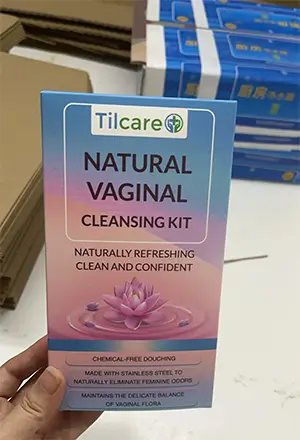 Tilcare
NATURAL
VAGINAL
CLEANSING KIT
NATURALLY REFRESHING
CLEAN AND CONFIDENT
CHEMICAL-FREE DOUCHING
MADE WITH STAINLESS STEEL TO
NATURALLY ELIMINATE FEMININE ODORS
MAINTAINS THE DELICATE BALANCE
OF VAGINAL FLORA